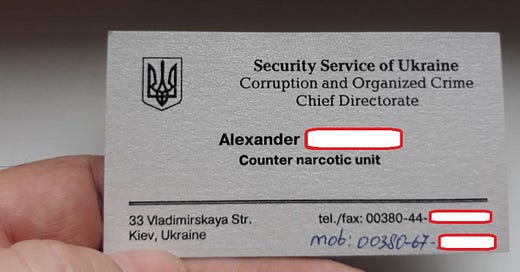 Security Service of Ukraine
Corruption and Organized Crime
Chief Directorate
Alexander
Counter narcotic unit
33 Vladimirskaya Str.
Kiev, Ukraine
tel./fax: 00380-44-
mob: 00380-67-